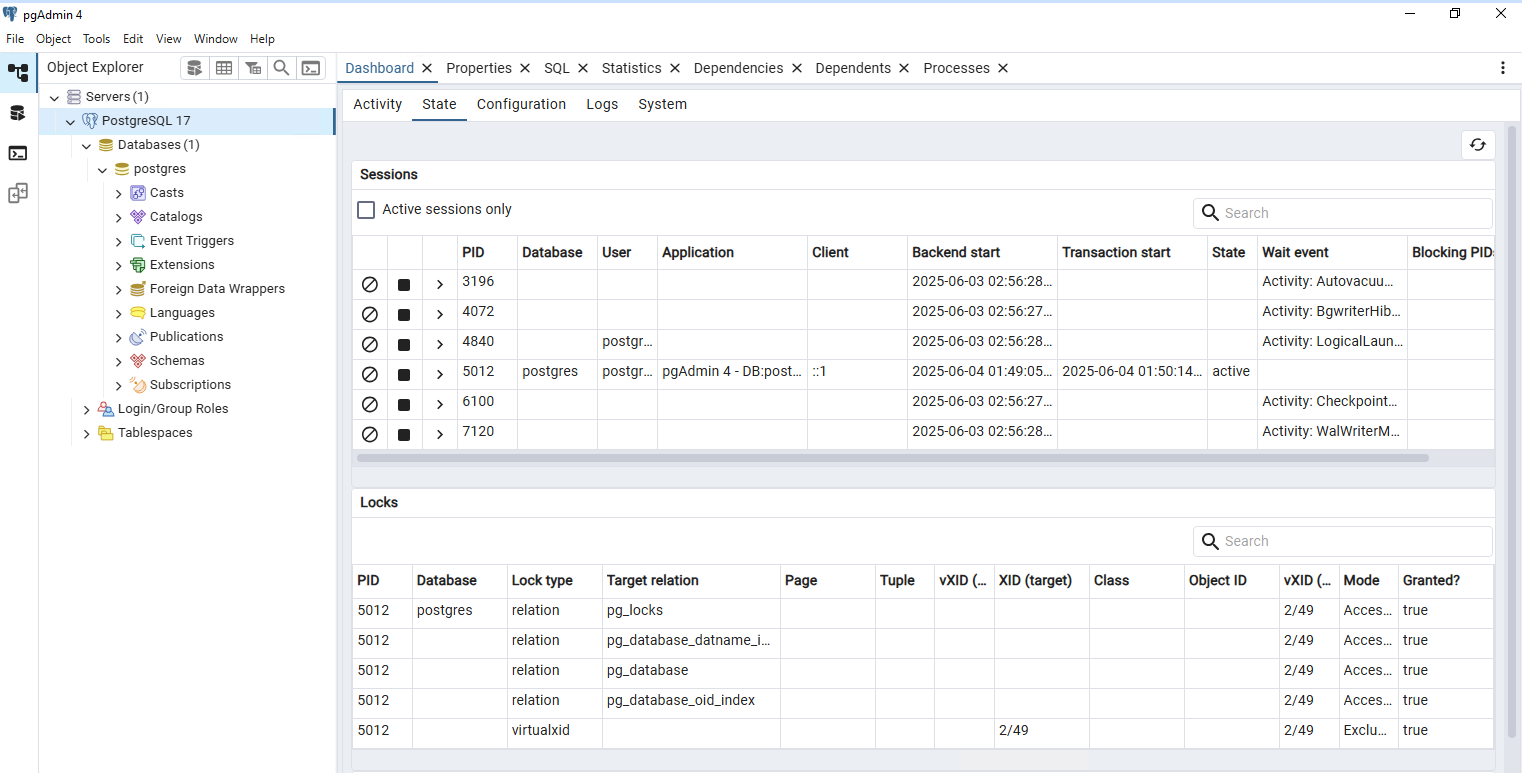 pgAdmin 4
File Object Tools Edit View Window Help
Object Explorer
Servers (1)
PostgreSQL 17
Databases (1)
postgres
Casts
Catalogs
Event Triggers
Extensions
Foreign Data Wrappers
Languages
Publications
Schemas
Subscriptions
Login/Group Roles
Tablespaces
Dashboard Properties SQL Statistics Dependencies Dependents Processes
Activity State Configuration Logs System
Sessions
Active sessions only
Search
PID Database User Application Client Backend start Transaction start State Wait event Blocking PIDs
3196 2025-06-03 02:56:28... Activity: Autovacuu...
4072 2025-06-03 02:56:27... Activity: BgwriterHib...
4840 postgr... 2025-06-03 02:56:28... Activity: LogicalLaun...
5012 postgres postgr... pgAdmin 4 - DB:post... ::1 2025-06-04 01:49:05... 2025-06-04 01:50:14... active
6100 2025-06-03 02:56:27... Activity: Checkpoint...
7120 2025-06-03 02:56:28... Activity: WalWriterM...
Locks
Search
PID Database Lock type Target relation Page Tuple vXID (... XID (target) Class Object ID vXID (... Mode Granted?
5012 postgres relation pg_locks 2/49 Acces... true
5012 relation pg_database_datname_i... 2/49 Acces... true
5012 relation pg_database 2/49 Acces... true
5012 relation pg_database_oid_index 2/49 Acces... true
5012 virtualxid 2/49 2/49 Exclu... true